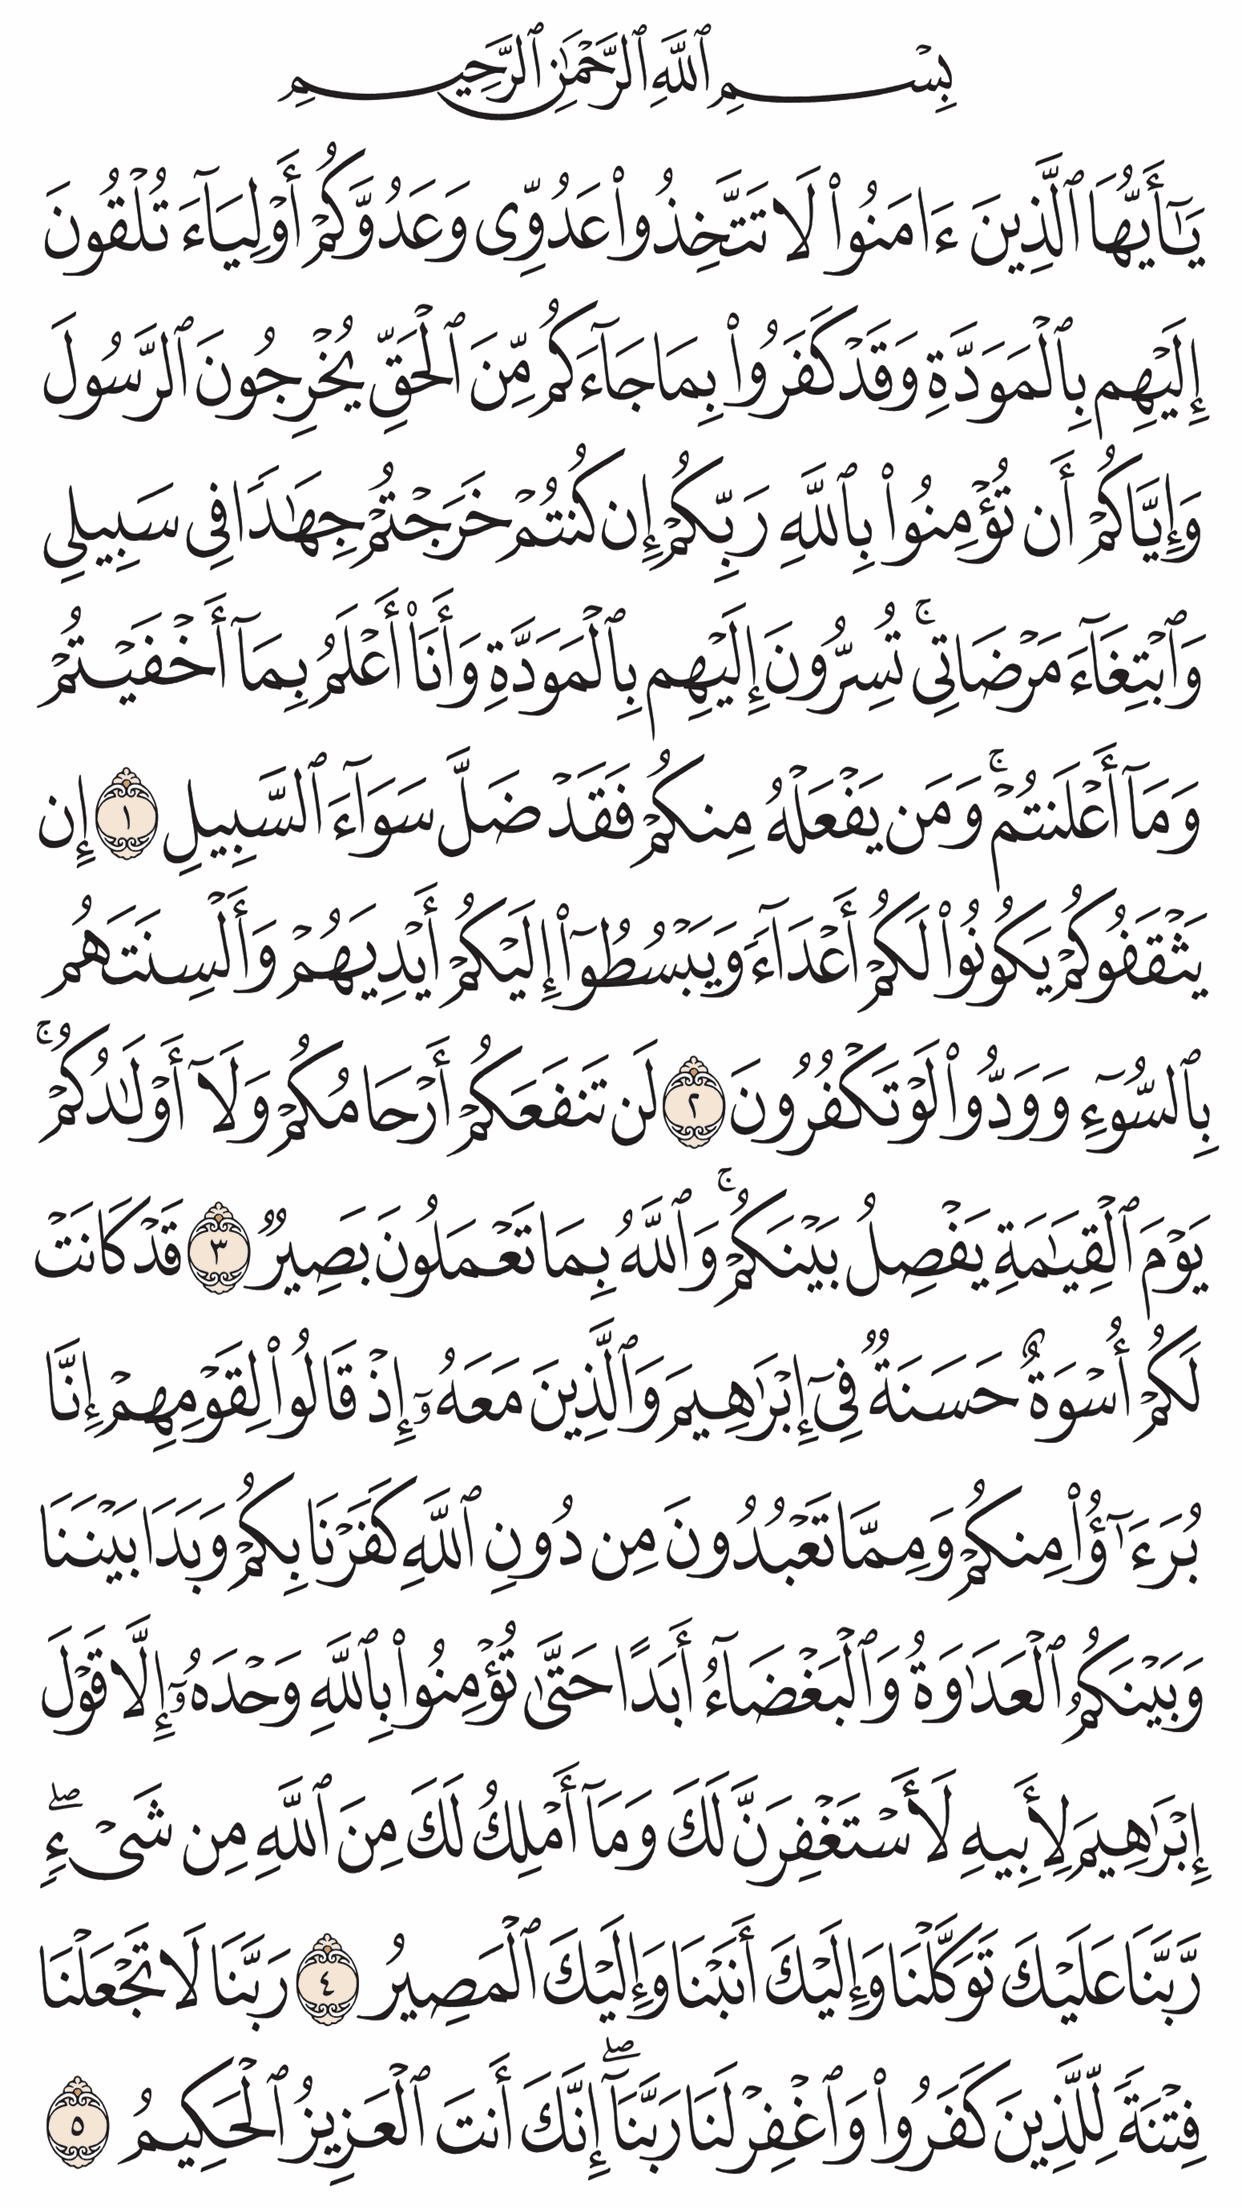 بِسْمِ ٱللَّهِ ٱلرَّحْمَٰنِ ٱلرَّحِيمِ
يَٰٓأَيُّهَا ٱلَّذِينَ ءَامَنُوا۟ لَا تَتَّخِذُوا۟ عَدُوِّى وَعَدُوَّكُمْ أَوْلِيَآءَ تُلْقُونَ
إِلَيْهِم بِٱلْمَوَدَّةِ وَقَدْ كَفَرُوا۟ بِمَا جَآءَكُم مِّنَ ٱلْحَقِّ يُخْرِجُونَ ٱلرَّسُولَ
وَإِيَّاكُمْ أَن تُؤْمِنُوا۟ بِٱللَّهِ رَبِّكُمْ إِن كُنتُمْ خَرَجْتُمْ جِهَٰدًا فِى سَبِيلِى
وَٱبْتِغَآءَ مَرْضَاتِى ۚ تُسِرُّونَ إِلَيْهِم بِٱلْمَوَدَّةِ وَأَنَا۠ أَعْلَمُ بِمَآ أَخْفَيْتُمْ
وَمَآ أَعْلَنتُمْ ۚ وَمَن يَفْعَلْهُ مِنكُمْ فَقَدْ ضَلَّ سَوَآءَ ٱلسَّبِيلِ ١ إِن
يَثْقَفُوكُمْ يَكُونُوا۟ لَكُمْ أَعْدَآءً وَيَبْسُطُوٓا۟ إِلَيْكُمْ أَيْدِيَهُمْ وَأَلْسِنَتَهُم
بِٱلسُّوٓءِ وَوَدُّوا۟ لَوْ تَكْفُرُونَ ٢ لَن تَنفَعَكُمْ أَرْحَامُكُمْ وَلَآ أَوْلَٰدُكُمْ ۚ
يَوْمَ ٱلْقِيَٰمَةِ يَفْصِلُ بَيْنَكُمْ ۚ وَٱللَّهُ بِمَا تَعْمَلُونَ بَصِيرٌ ٣ قَدْ كَانَتْ
لَكُمْ أُسْوَةٌ حَسَنَةٌ فِىٓ إِبْرَٰهِيمَ وَٱلَّذِينَ مَعَهُۥٓ إِذْ قَالُوا۟ لِقَوْمِهِمْ إِنَّا
بُرَءَٰٓؤُا۟ مِنكُمْ وَمِمَّا تَعْبُدُونَ مِن دُونِ ٱللَّهِ كَفَرْنَا بِكُمْ وَبَدَا بَيْنَنَا
وَبَيْنَكُمُ ٱلْعَدَٰوَةُ وَٱلْبَغْضَآءُ أَبَدًا حَتَّىٰ تُؤْمِنُوا۟ بِٱللَّهِ وَحْدَهُۥٓ إِلَّا قَوْلَ
إِبْرَٰهِيمَ لِأَبِيهِ لَأَسْتَغْفِرَنَّ لَكَ وَمَآ أَمْلِكُ لَكَ مِنَ ٱللَّهِ مِن شَىْءٍ ۖ
رَّبَّنَا عَلَيْكَ تَوَكَّلْنَا وَإِلَيْكَ أَنَبْنَا وَإِلَيْكَ ٱلْمَصِيرُ ٤ رَبَّنَا لَا تَجْعَلْنَا
فِتْنَةً لِّلَّذِينَ كَفَرُوا۟ وَٱغْفِرْ لَنَا رَبَّنَآ ۖ إِنَّكَ أَنتَ ٱلْعَزِيزُ ٱلْحَكِيمُ ٥